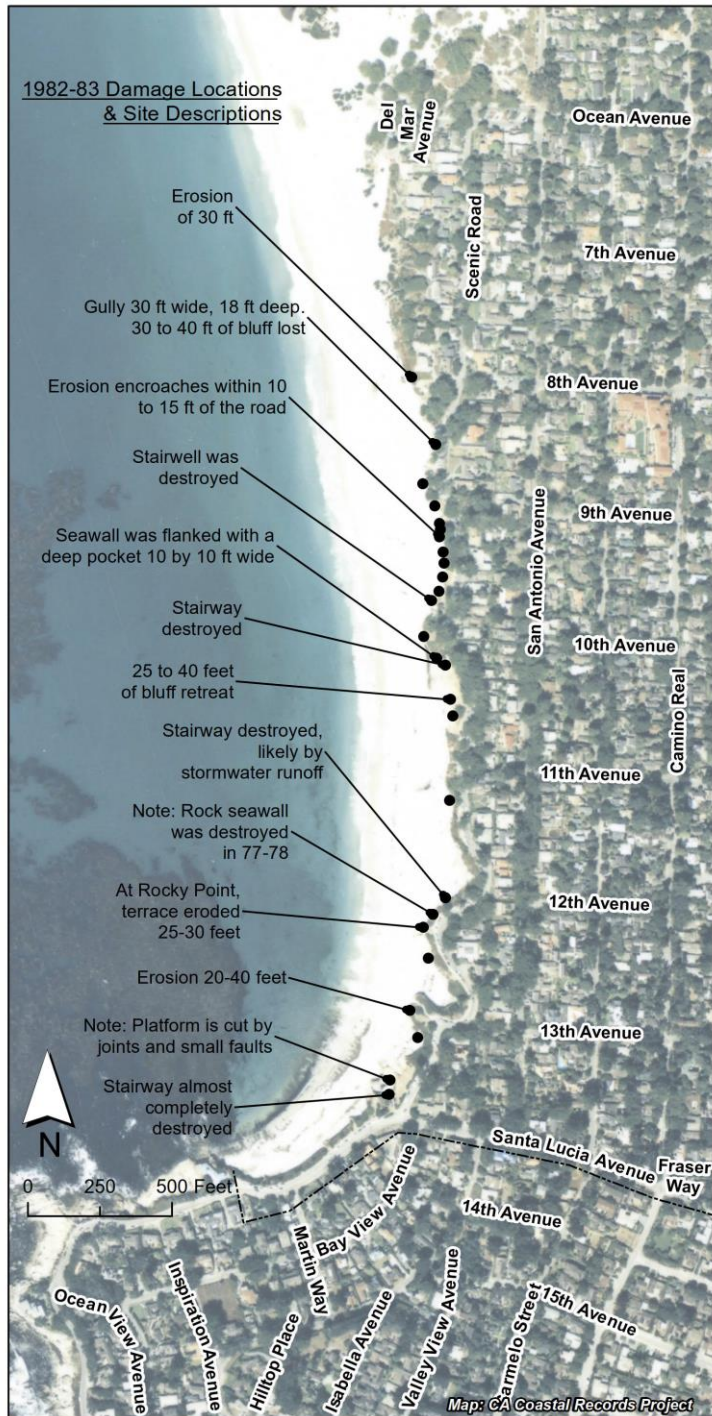 1982-83 Damage Locations
& Site Descriptions
Del
Mar
Avenue
Ocean Avenue
Scenic Road
7th Avenue
Erosion
of 30 ft
Gully 30 ft wide, 18 ft deep.
30 to 40 ft of bluff lost
8th Avenue
Erosion encroaches within 10
to 15 ft of the road
Stairwell was
destroyed
9th Avenue
San Antonio Avenue
Seawall was flanked with a
deep pocket 10 by 10 ft wide
Stairway
destroyed
10th Avenue
25 to 40 feet
of bluff retreat
Camino Real
Stairway destroyed,
likely by
stormwater runoff
11th Avenue
Note: Rock seawall
was destroyed
in 77-78
At Rocky Point,
terrace eroded
25-30 feet
12th Avenue
Erosion 20-40 feet
Note: Platform is cut by
joints and small faults
13th Avenue
Stairway almost
completely
destroyed
N
0 250 500 Feet
Santa Lucia Avenue
Fraser
Way
Bay View Avenue
14th Avenue
Martin Way
Ocean View Avenue
Inspiration Avenue
Hilltop Place
Isabella Avenue
Valley View Avenue
Carmelo Street
15th Avenue
Map: CA Coastal Records Project